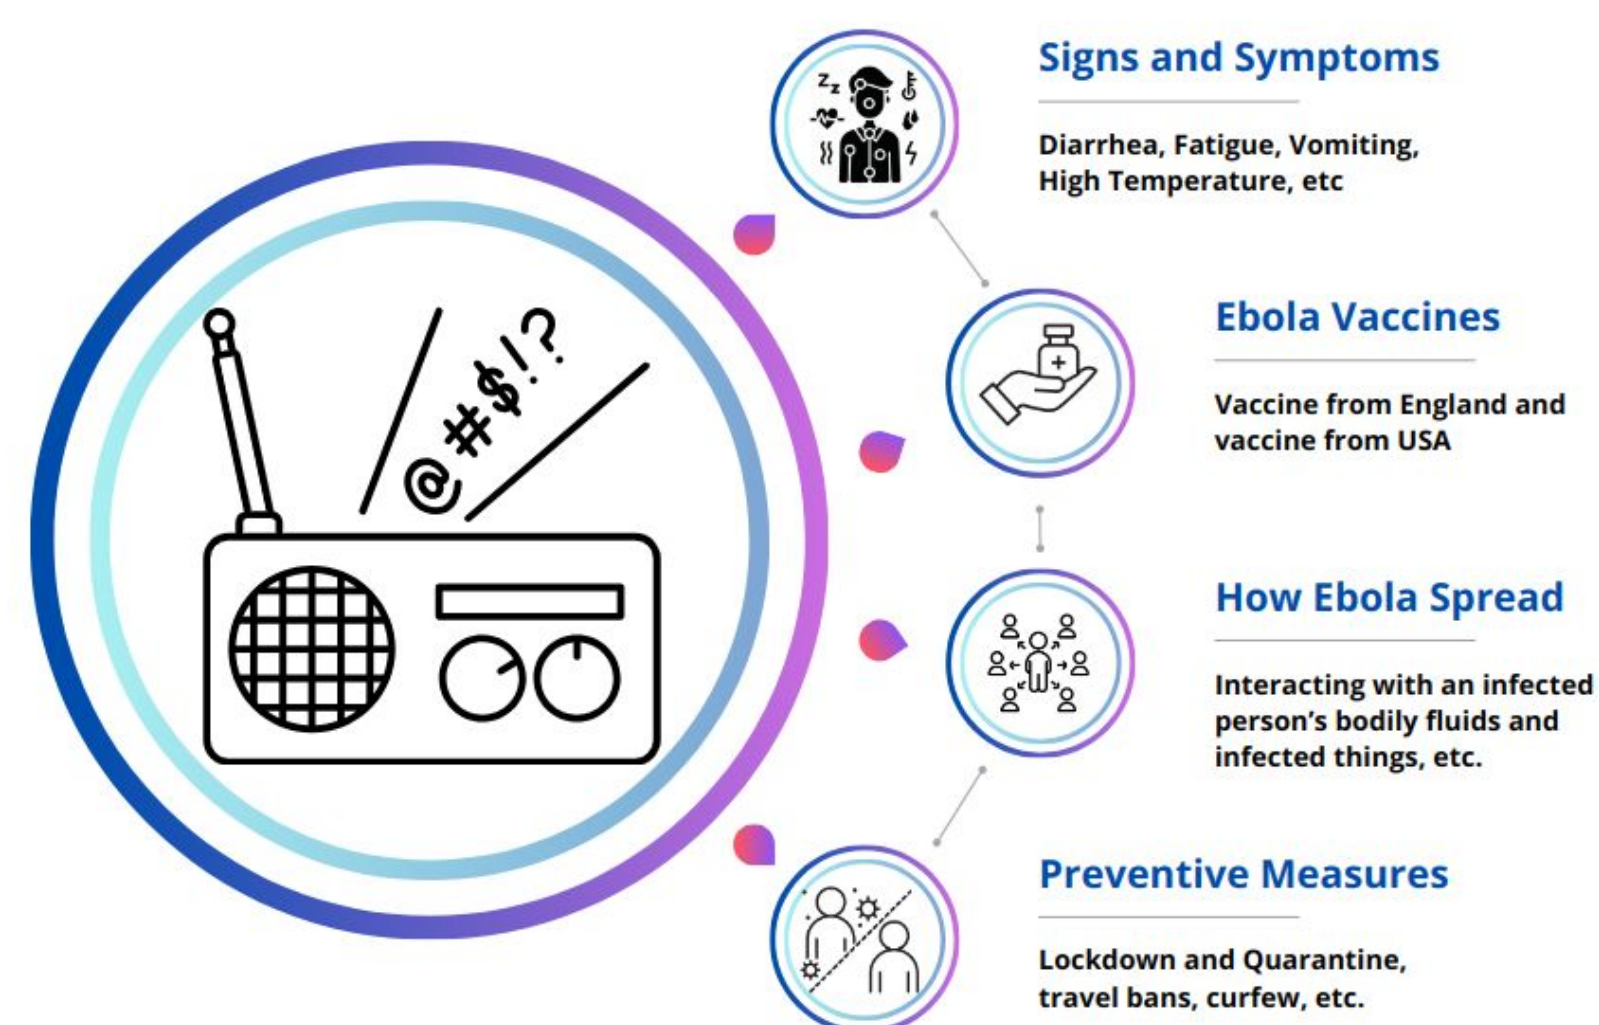 Signs and Symptoms
Diarrhea, Fatigue, Vomiting,
High Temperature, etc
Zz
@#$!?
Ebola Vaccines
Vaccine from England and
vaccine from USA
How Ebola Spread
Interacting with an infected
person's bodily fluids and
infected things, etc.
Preventive Measures
Lockdown and Quarantine,
travel bans, curfew, etc.